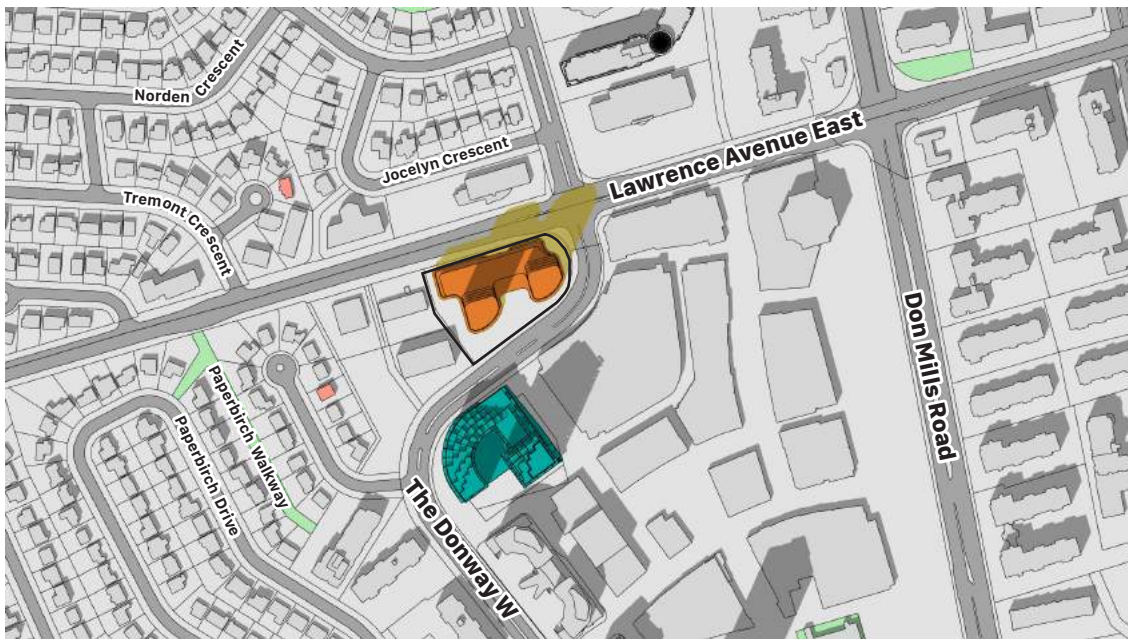 Norden Crescent
Jocelyn Crescent
Lawrence Avenue East
Tremont Crescent
Don Mills Road
Paperbirch Walkway
Paperbirch Drive
The Donway W